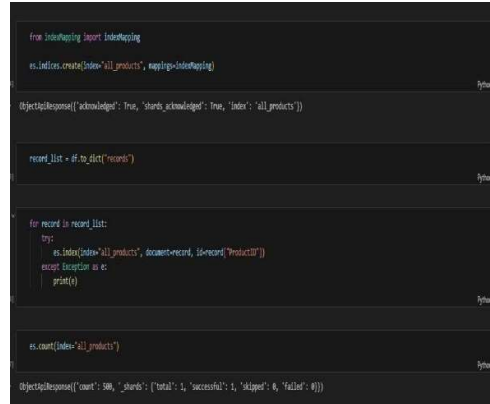 from indexMapping import indexMapping
es.indices.create(index="all_products", mappings=indexMapping)
Python
ObjectApiResponse({'acknowledged': True, 'shards_acknowledged': True, 'index': 'all_products'})
record_list = df.to_dict("records")
Python
for record in record_list:
try:
es.index(index="all_products", document=record, id=record["ProductID"])
except Exception as e:
print(e)
Python
es.count(index="all_products")
Python
ObjectApiResponse({'count': 500, '_shards': {'total': 1, 'successful': 1, 'skipped': 0, 'failed': 0}})